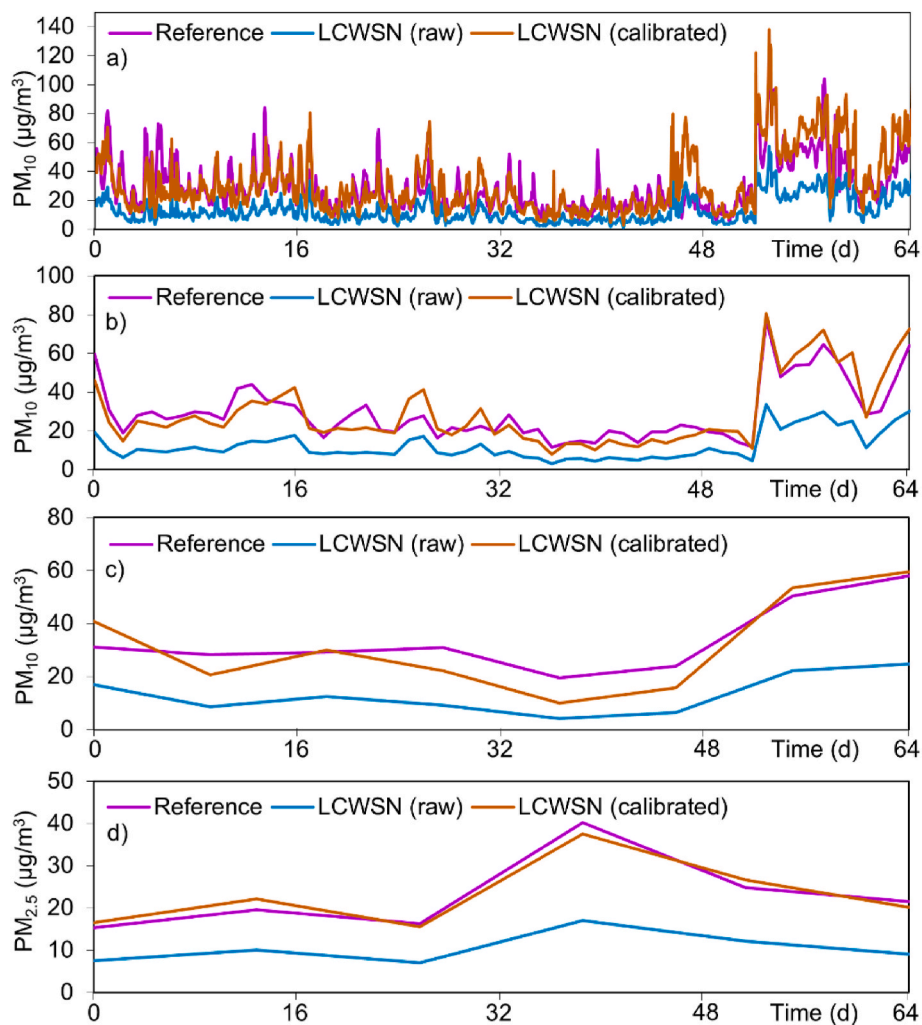 140
Reference LCWSN (raw) LCWSN (calibrated)
120
a)
100
80
60
40
20
0
PM10 (µg/m³)
0 16 32 48 Time (d) 64
100
Reference LCWSN (raw) LCWSN (calibrated)
80
b)
60
40
20
0
PM10 (µg/m³)
0 16 32 48 Time (d) 64
80
Reference LCWSN (raw) LCWSN (calibrated)
60
c)
40
20
0
PM10 (µg/m³)
0 16 32 48 Time (d) 64
50
Reference LCWSN (raw) LCWSN (calibrated)
40
d)
30
20
10
0
PM2.5 (µg/m³)
0 16 32 48 Time (d) 64